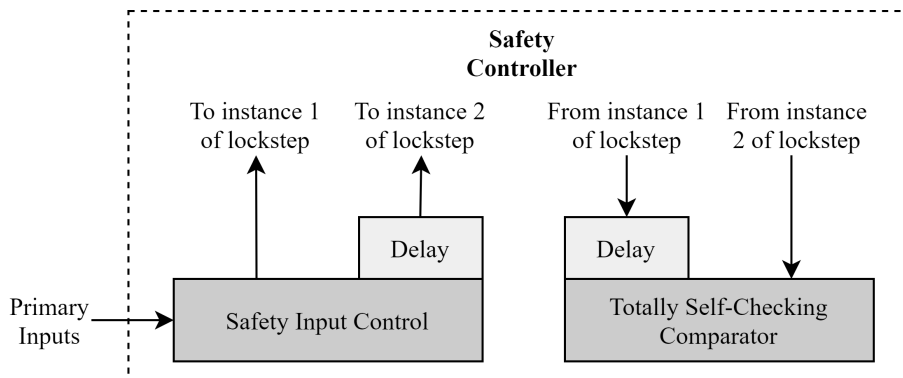 Safety
Controller
To instance 1
of lockstep
To instance 2
of lockstep
From instance 1
of lockstep
From instance
2 of lockstep
Delay
Delay
Primary
Inputs
Safety Input Control
Totally Self-Checking
Comparator